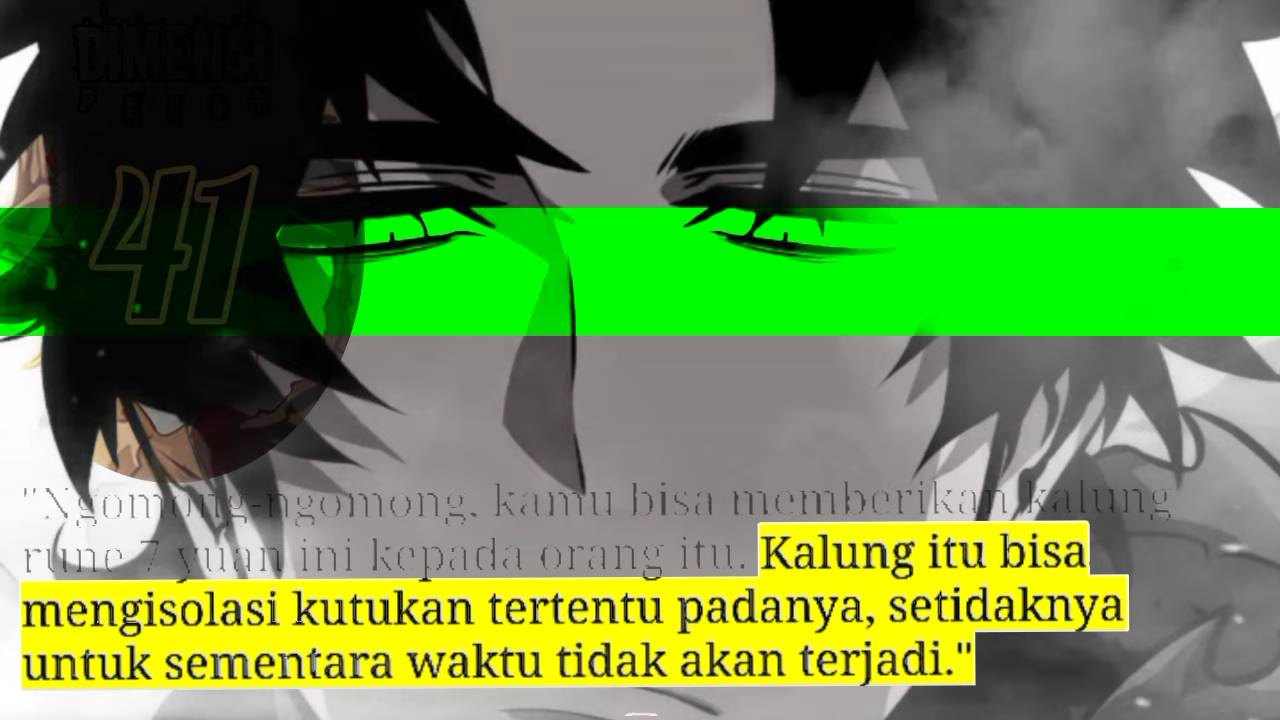 DIMENSI
41
"Ngomong-ngomong, kamu bisa memberikan kalung
rune 7 yuan ini kepada orang itu. Kalung itu bisa
mengisolasi kutukan tertentu padanya, setidaknya
untuk sementara waktu tidak akan terjadi."